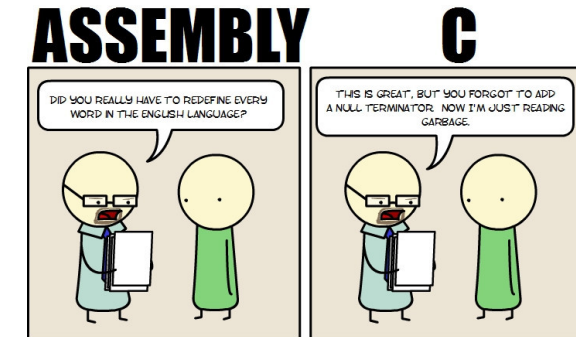 ASSEMBLY
DID YOU REALLY HAVE TO REDEFINE EVERY
WORD IN THE ENGLISH LANGUAGE?
C
THIS IS GREAT, BUT YOU FORGOT TO ADD
A NULL TERMINATOR. NOW I'M JUST READING
GARBAGE.